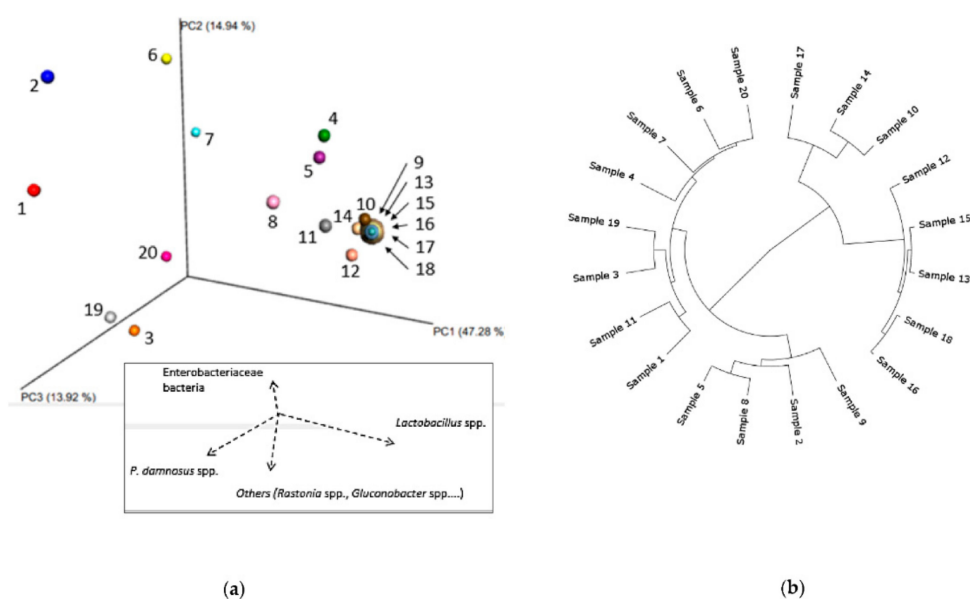 PC2 (14.94 %)
6
2
7
4
5
9
13
15
16
17
18
10
14
8
11
12
1
20
19
3
PC1 (47.28 %)
PC3 (13.92 %)
Enterobacteriaceae
bacteria
Lactobacillus spp.
P. damnosus spp.
Others (Rastonia spp., Gluconobacter spp....)
(a)
Sample 17
Sample 14
Sample 10
Sample 12
Sample 15
Sample 13
Sample 18
Sample 16
Sample 9
Sample 2
Sample 8
Sample 5
Sample 1
Sample 11
Sample 3
Sample 19
Sample 4
Sample 7
Sample 6
Sample 20
(b)